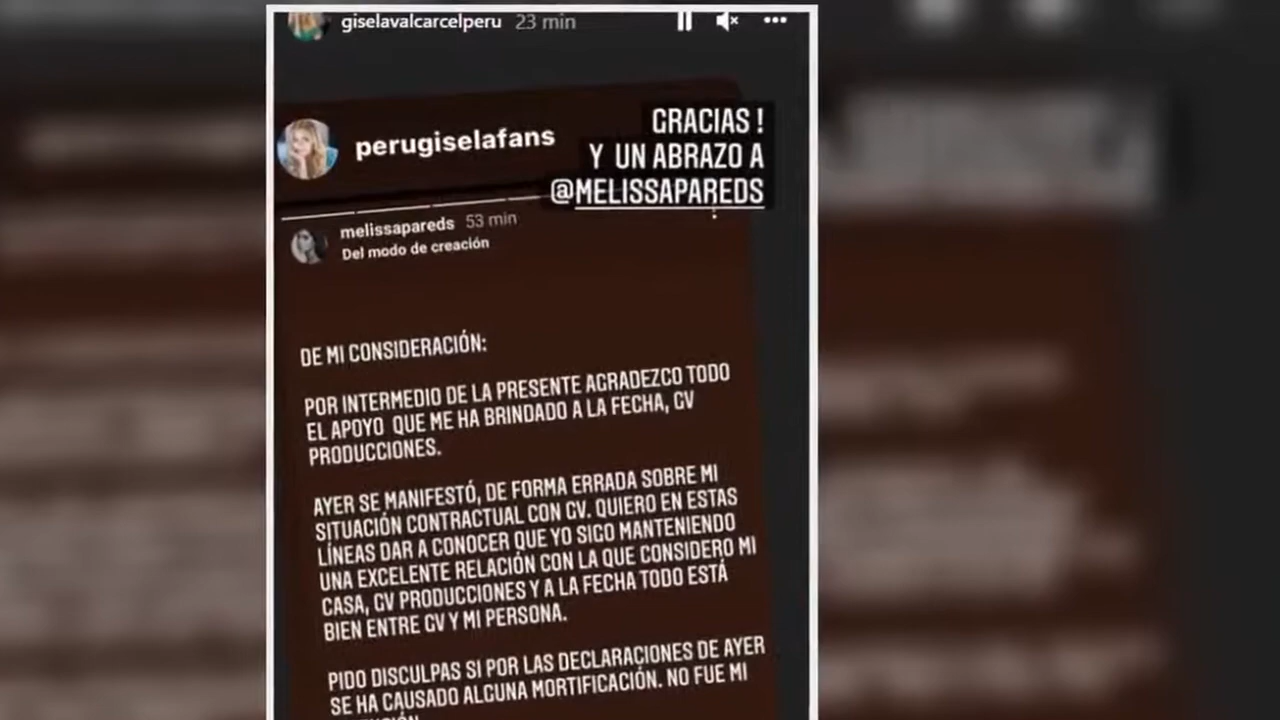 giselavalcarcelperu 23 min
perugiselafans
GRACIAS !
Y UN ABRAZO A
@MELISSAPAREDS
melissapareds 53 min
Del modo de creación
DE MI CONSIDERACIÓN:
POR INTERMEDIO DE LA PRESENTE AGRADEZCO TODO
EL APOYO QUE ME HA BRINDADO A LA FECHA, GV
PRODUCCIONES.
AYER SE MANIFESTÓ, DE FORMA ERRADA SOBRE MI
SITUACIÓN CONTRACTUAL CON GV. QUIERO EN ESTAS
LÍNEAS DAR A CONOCER QUE YO SIGO MANTENIENDO
UNA EXCELENTE RELACIÓN CON LA QUE CONSIDERO MI
CASA, GV PRODUCCIONES Y A LA FECHA TODO ESTÁ
BIEN ENTRE GV Y MI PERSONA.
PIDO DISCULPAS SI POR LAS DECLARACIONES DE AYER
SE HA CAUSADO ALGUNA MORTIFICACIÓN. NO FUE MI